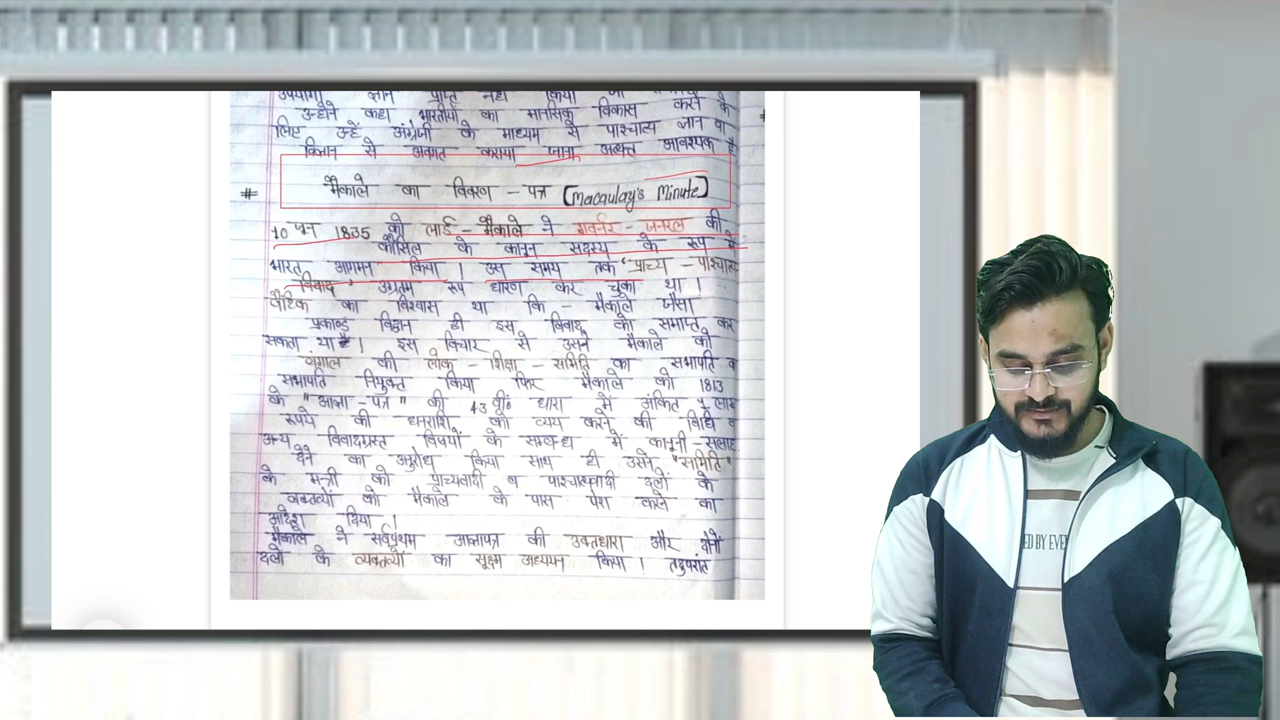 उन्होंने कहा भारतीयों का मानसिक विकास करने के
लिए उन्हें अंग्रेजी के माध्यम से पाश्चात्य ज्ञान वा
विज्ञान से अवगत कराया जाना अत्यन्त आवश्यक है
# मैकाले का विवरण - पत्र [Macaulay's Minute]
10 जून 1835 को लार्ड - मैकाले ने गवर्नर - जनरल की
कौंसिल के कानून सदस्य के रूप में
भारत आगमन किया । उस समय तक 'प्राच्य - पाश्चात्य
विवाद' उग्रतम रूप धारण कर चुका था ।
बैंटिक का विश्वास था कि - मैकाले जैसा
प्रकाण्ड विद्वान ही इस विवाद को समाप्त कर
सकता था । इस विचार से उसने मैकाले को
बंगाल की लोक - शिक्षा - समिति का सभापति व
सभापति नियुक्त किया फिर मैकाले को 1813
के "आज्ञा - पत्र" की 43 वीं धारा में अंकित 1 लाख
रूपये की धनराशि को व्यय करने की विधि व
अन्य विवादग्रस्त विषयों के सम्बन्ध में कानूनी - सलाह
देने का अनुरोध किया साथ ही उसने "समिति"
के मन्त्री को प्राच्यवादी व पाश्चात्यवादी दलों के
वक्तव्यों को मैकाले के पास पेश करने का
आदेश दिया ।
मैकाले ने सर्वप्रथम आज्ञापत्र की उक्तधारा और दोनों
दलों के व्यक्तव्यों का सूक्ष्म अध्ययन किया । तदुपरांत